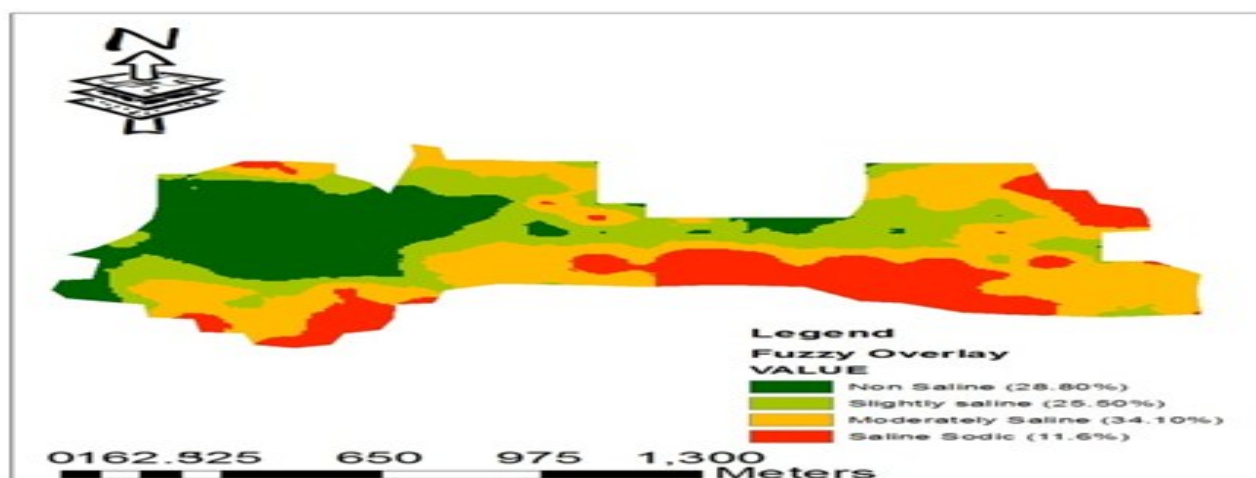 N
Legend
Fuzzy Overlay
VALUE
Non Saline (28.80%)
Slightly saline (25.50%)
Moderately Saline (34.10%)
Saline Sodic (11.6%)
0162.5325 650 975 1,300
Meters